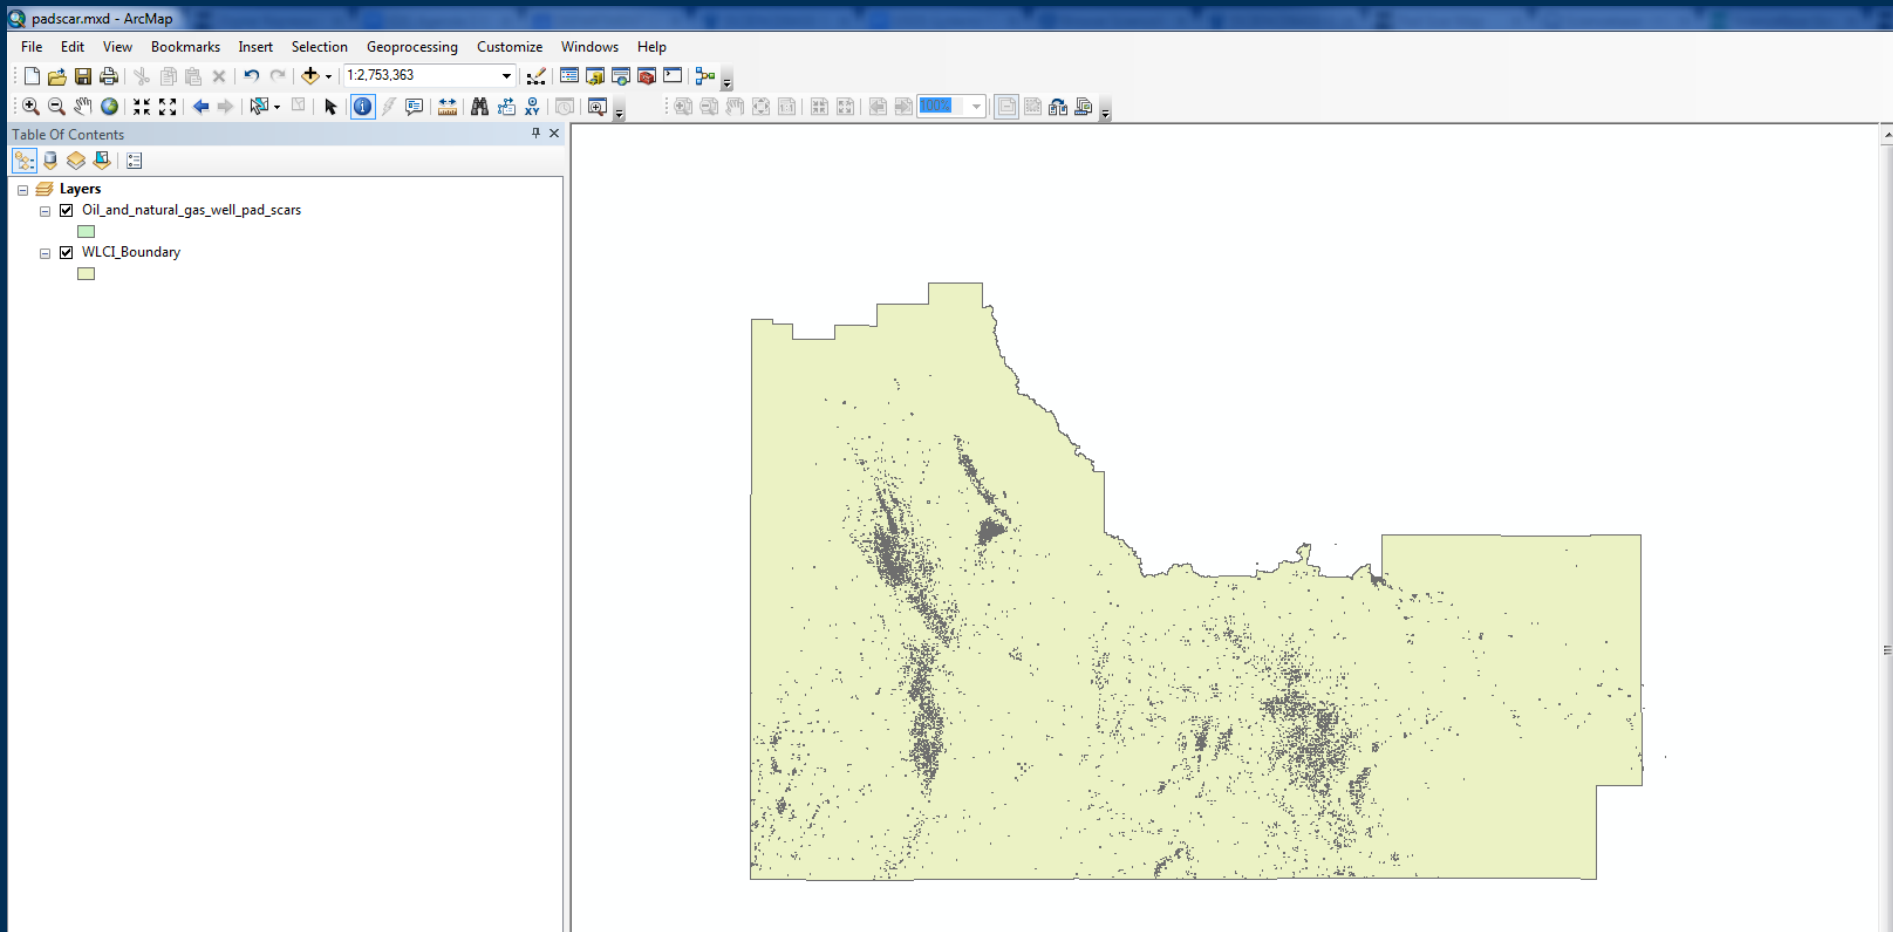 padscar.mxd - ArcMap
File Edit View Bookmarks Insert Selection Geoprocessing Customize Windows Help
1:2,753,363
100%
Table Of Contents
Layers
Oil_and_natural_gas_well_pad_scars
WLCI_Boundary